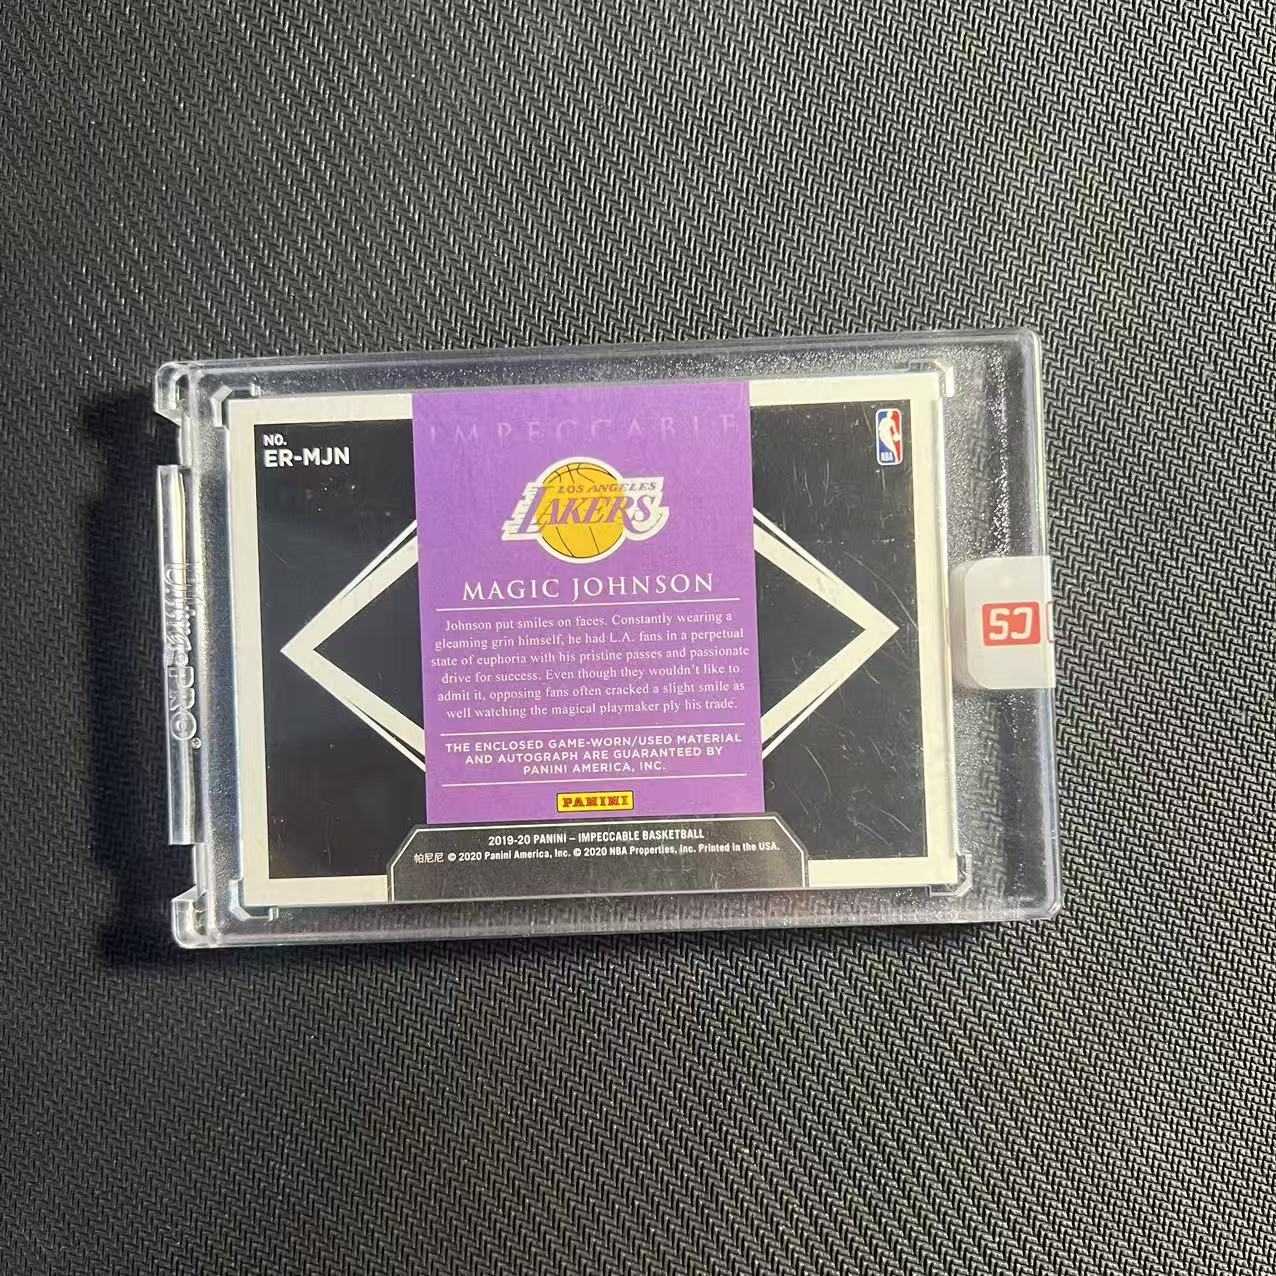 NO.
ER-MJN
IMPECCABLE
NBA
LOS ANGELES
LAKERS
MAGIC JOHNSON
Johnson put smiles on faces. Constantly wearing a
gleaming grin himself, he had L.A. fans in a perpetual
state of euphoria with his pristine passes and passionate
drive for success. Even though they wouldn't like to
admit it, opposing fans often cracked a slight smile as
well watching the magical playmaker ply his trade.
THE ENCLOSED GAME-WORN/USED MATERIAL
AND AUTOGRAPH ARE GUARANTEED BY
PANINI AMERICA, INC.
PANINI
2019-20 PANINI – IMPECCABLE BASKETBALL
帕尼尼 © 2020 Panini America, Inc. © 2020 NBA Properties, Inc. Printed in the USA.
Ultra•PRO®